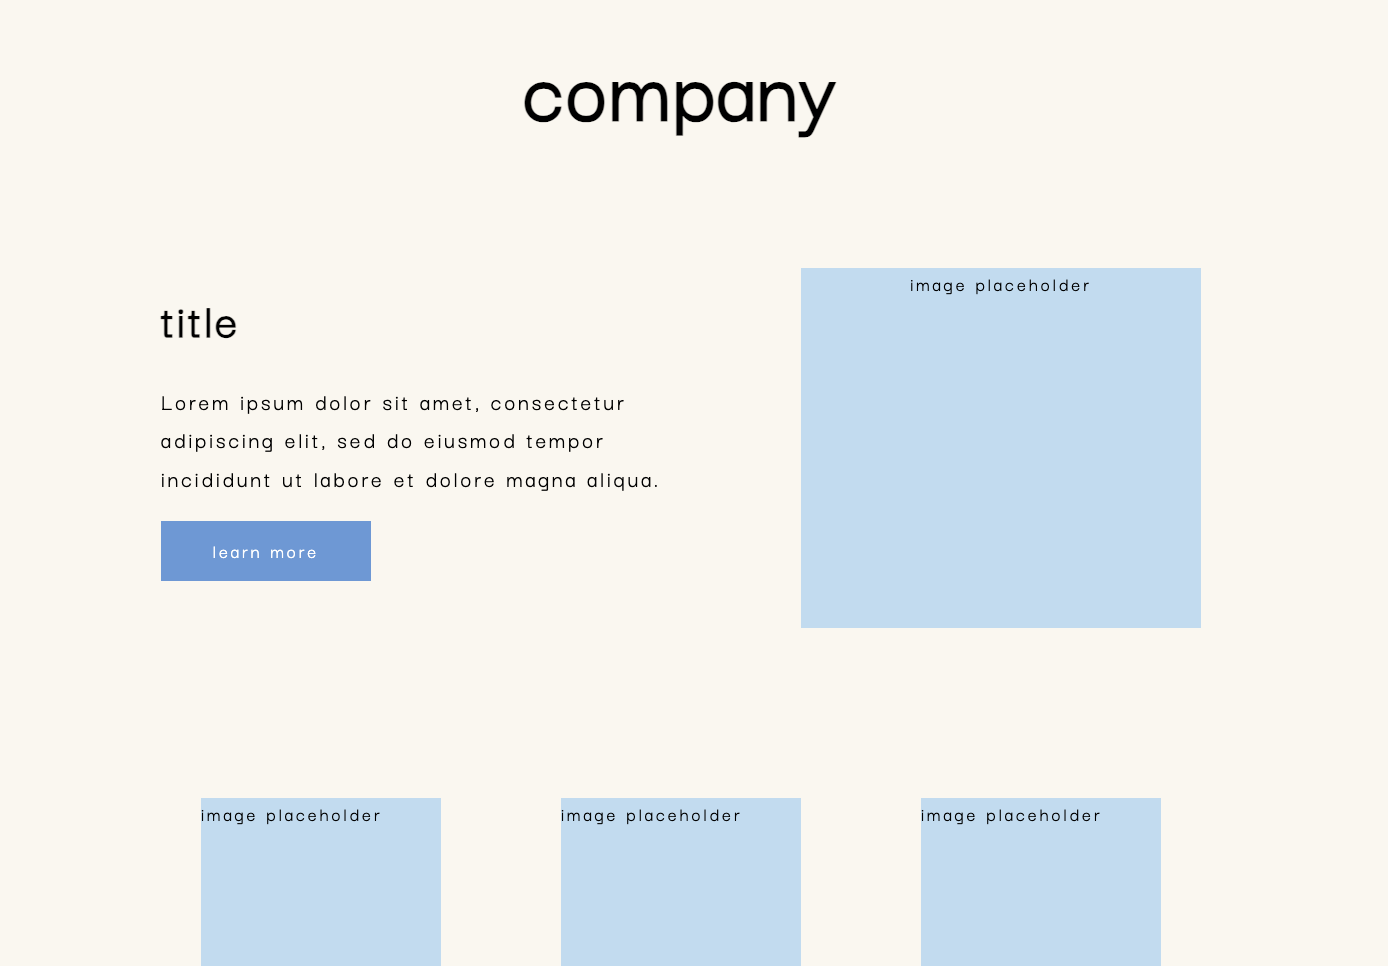 company
title
image placeholder
Lorem ipsum dolor sit amet, consectetur
adipiscing elit, sed do eiusmod tempor
incididunt ut labore et dolore magna aliqua.
learn more
image placeholder
image placeholder
image placeholder